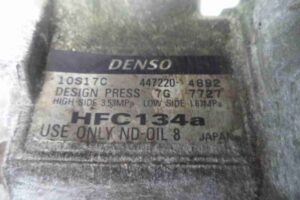 DENSO
10S17C 447220-4892
DESIGN PRESS 7G 7727
HIGH SIDE 3.53MPa LOW SIDE 1.67MPa
HFC134a
USE ONLY ND-OIL 8 JAPAN